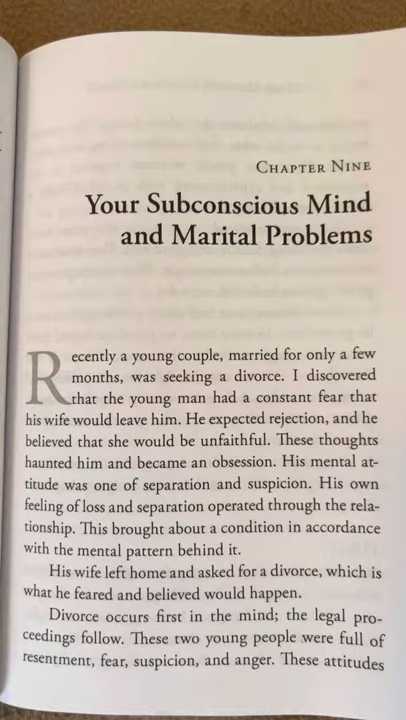 CHAPTER NINE
Your Subconscious Mind
and Marital Problems
Recently a young couple, married for only a few
months, was seeking a divorce. I discovered
that the young man had a constant fear that
his wife would leave him. He expected rejection, and he
believed that she would be unfaithful. These thoughts
haunted him and became an obsession. His mental at-
titude was one of separation and suspicion. His own
feeling of loss and separation operated through the rela-
tionship. This brought about a condition in accordance
with the mental pattern behind it.
His wife left home and asked for a divorce, which is
what he feared and believed would happen.
Divorce occurs first in the mind; the legal pro-
ceedings follow. These two young people were full of
resentment, fear, suspicion, and anger. These attitudes